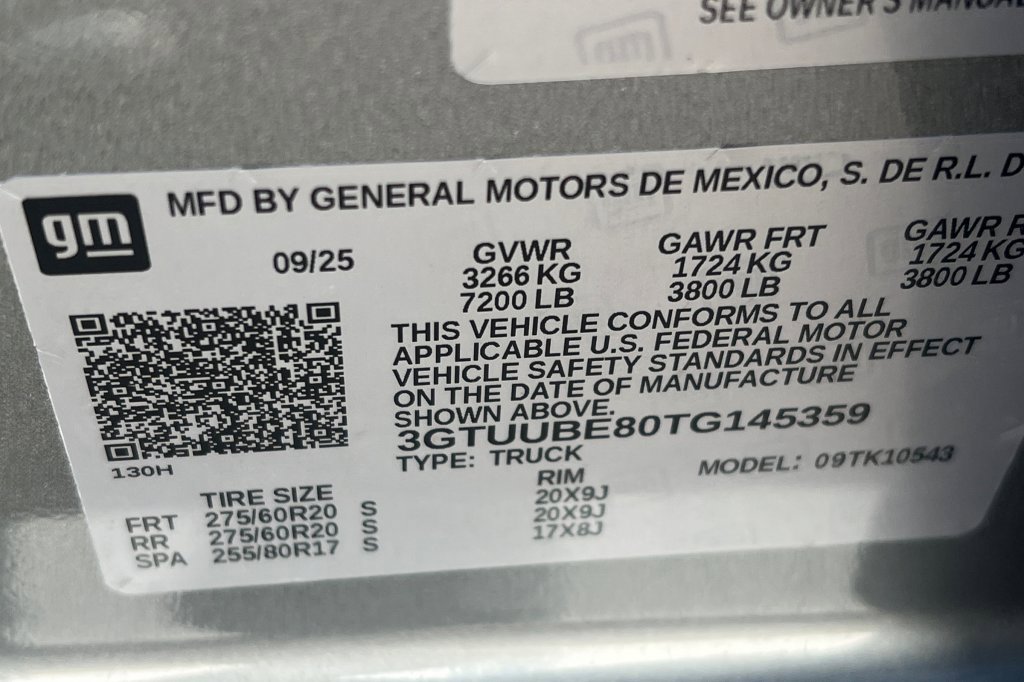 SEE OWNER'S MANUAL
gm
MFD BY GENERAL MOTORS DE MEXICO, S. DE R.L. D
09/25
GVWR GAWR FRT GAWR R
3266 KG 1724 KG 1724 KG
7200 LB 3800 LB 3800 LB
THIS VEHICLE CONFORMS TO ALL
APPLICABLE U.S. FEDERAL MOTOR
VEHICLE SAFETY STANDARDS IN EFFECT
ON THE DATE OF MANUFACTURE
SHOWN ABOVE.
3GTUUBE80TG145359
130H
TYPE: TRUCK MODEL: 09TK10543
TIRE SIZE RIM
FRT 275/60R20 S 20X9J
RR 275/60R20 S 20X9J
SPA 255/80R17 S 17X8J